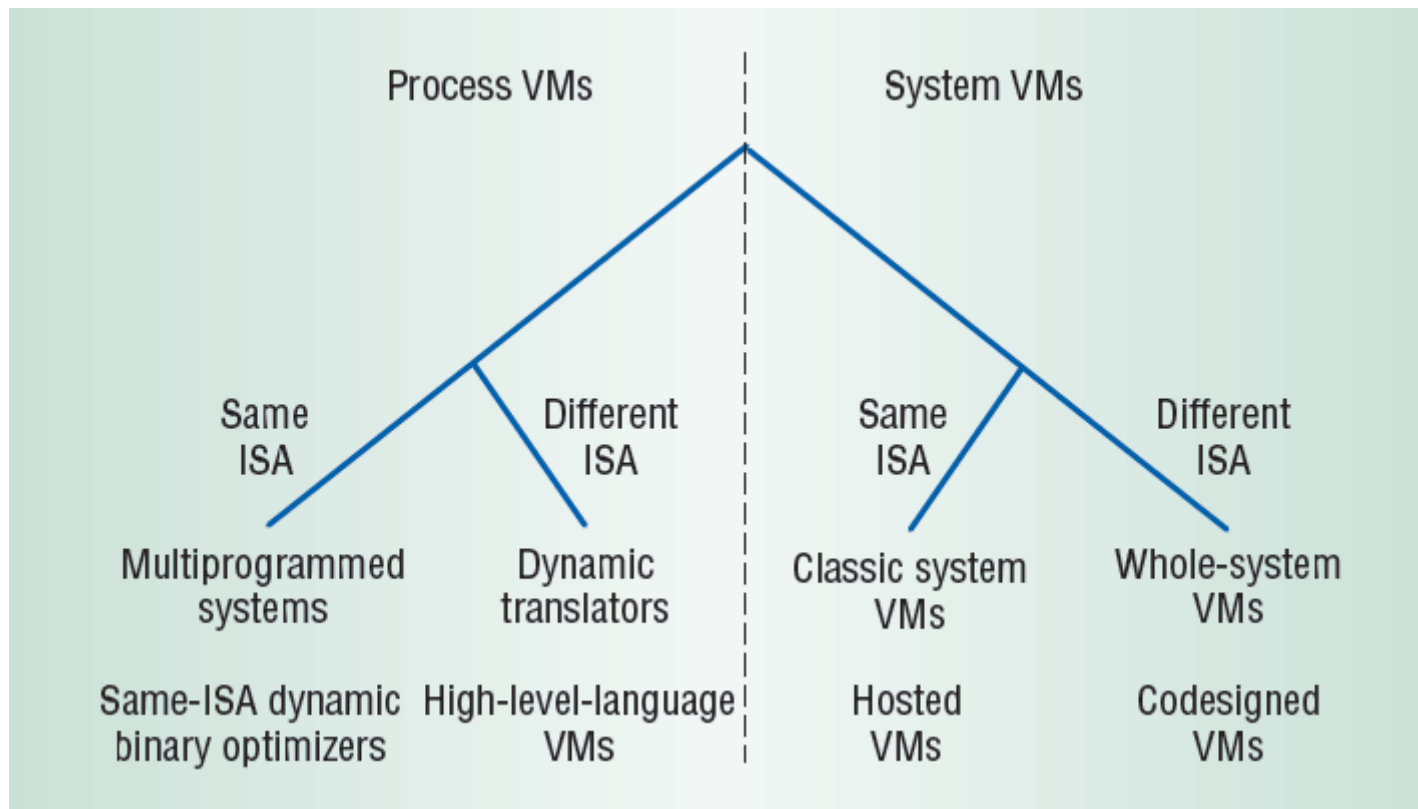 Process VMs
System VMs
Same
ISA
Different
ISA
Same
ISA
Different
ISA
Multiprogrammed
systems
Dynamic
translators
Classic system
VMs
Whole-system
VMs
Same-ISA dynamic
binary optimizers
High-level-language
VMs
Hosted
VMs
Codesigned
VMs